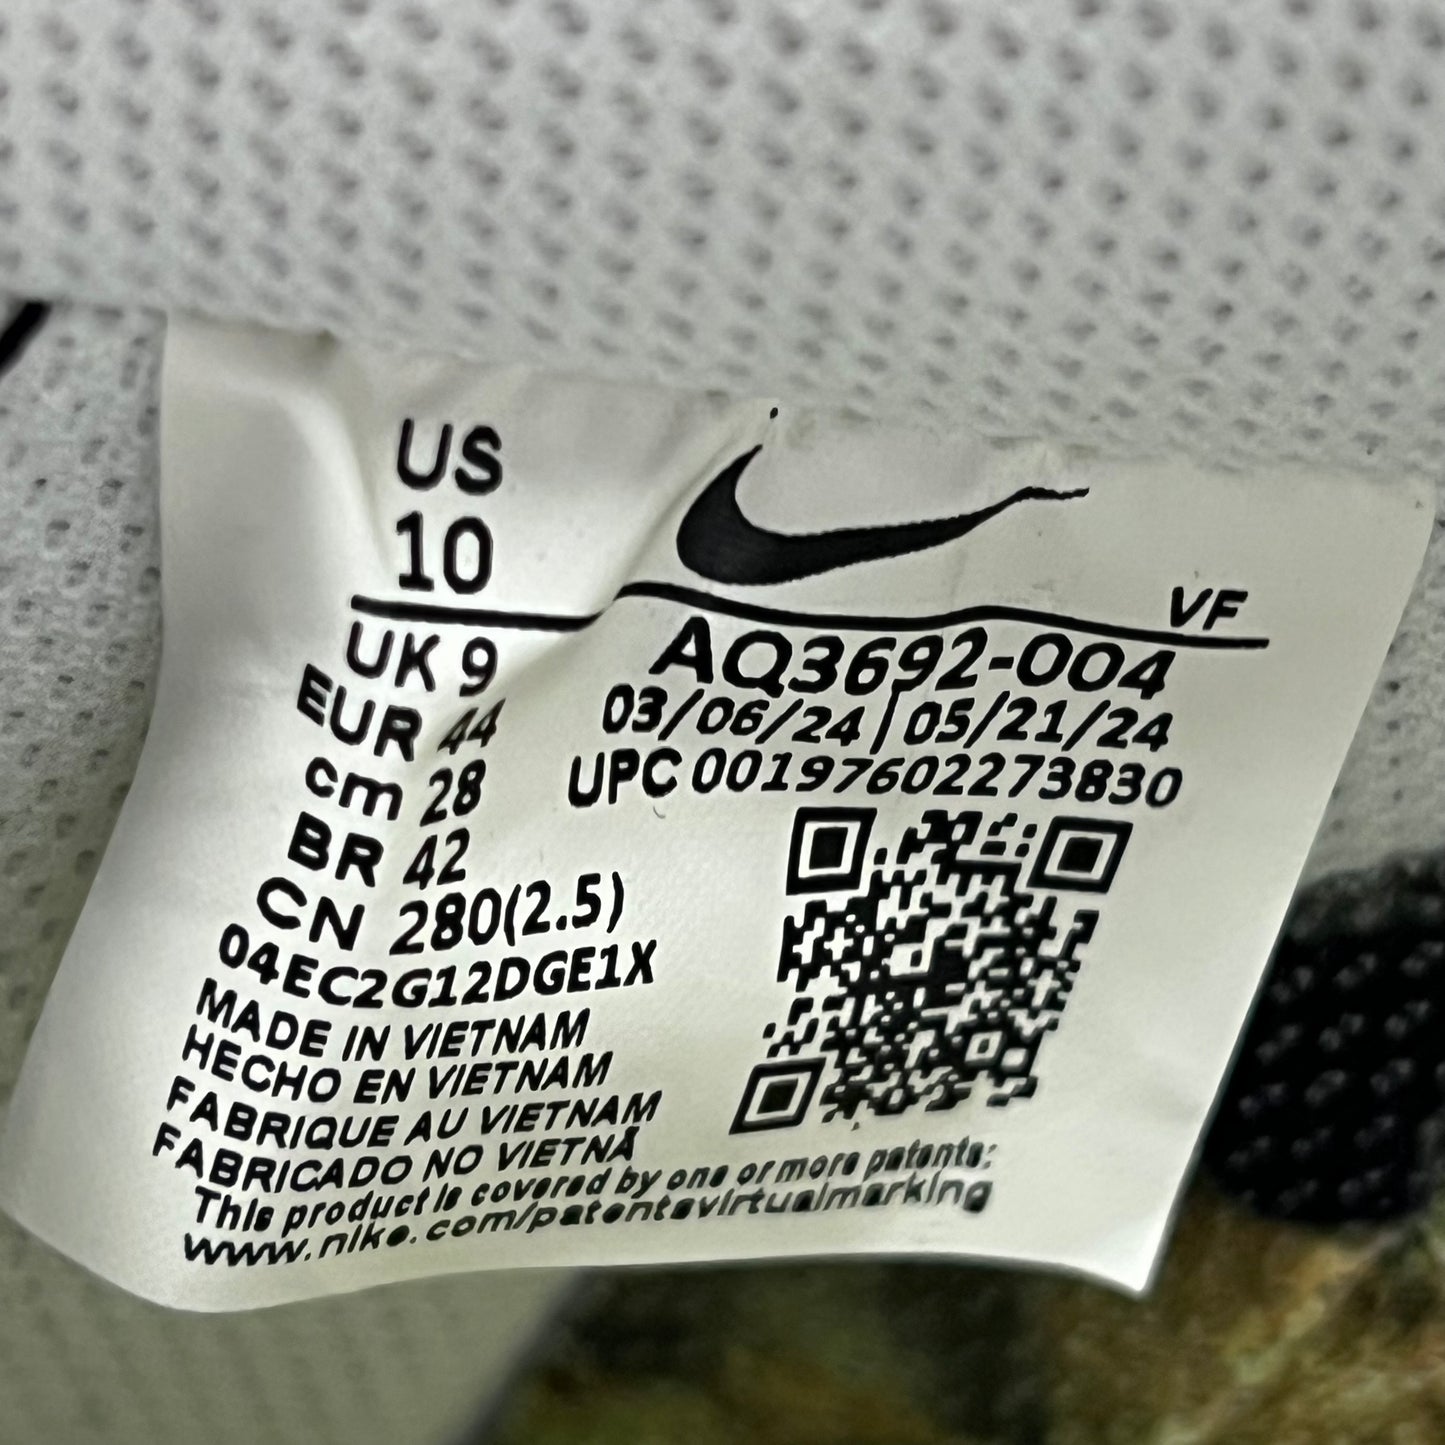 US
10
VF
UK 9
EUR 44
cm 28
BR 42
CN 280(2.5)
04EC2G12DGE1X
MADE IN VIETNAM
HECHO EN VIETNAM
FABRIQUE AU VIETNAM
FABRICADO NO VIETNÃ
This product is covered by one or more patents:
www.nike.com/patentsvirtualmarking
AQ3692-004
03/06/24 | 05/21/24
UPC 00197602273830